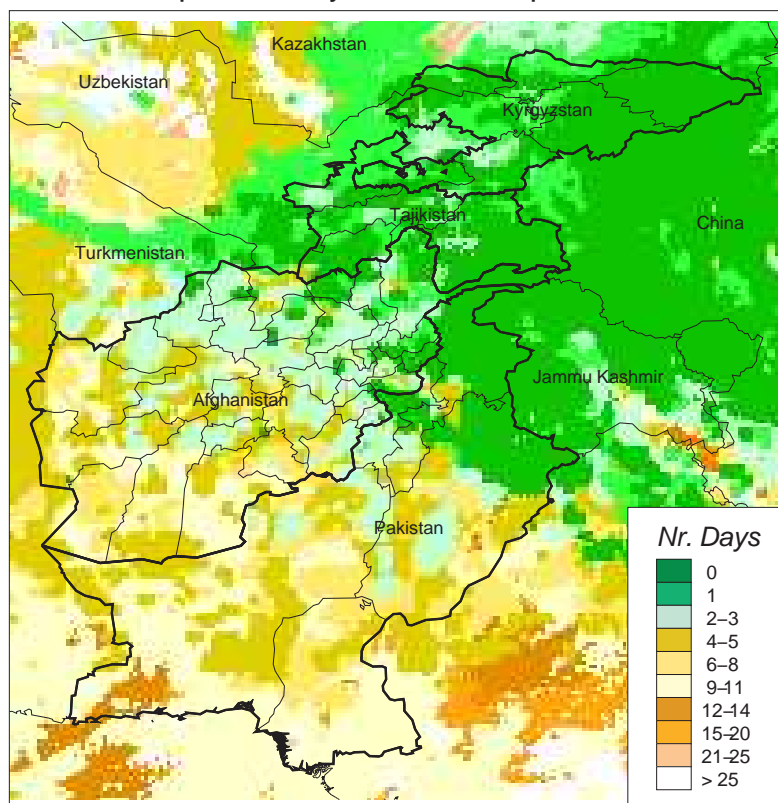 Kazakhstan
Uzbekistan
Kyrgyzstan
Tajikistan
China
Turkmenistan
Jammu Kashmir
Afghanistan
Pakistan
Nr. Days
0
1
2–3
4–5
6–8
9–11
12–14
15–20
21–25
> 25